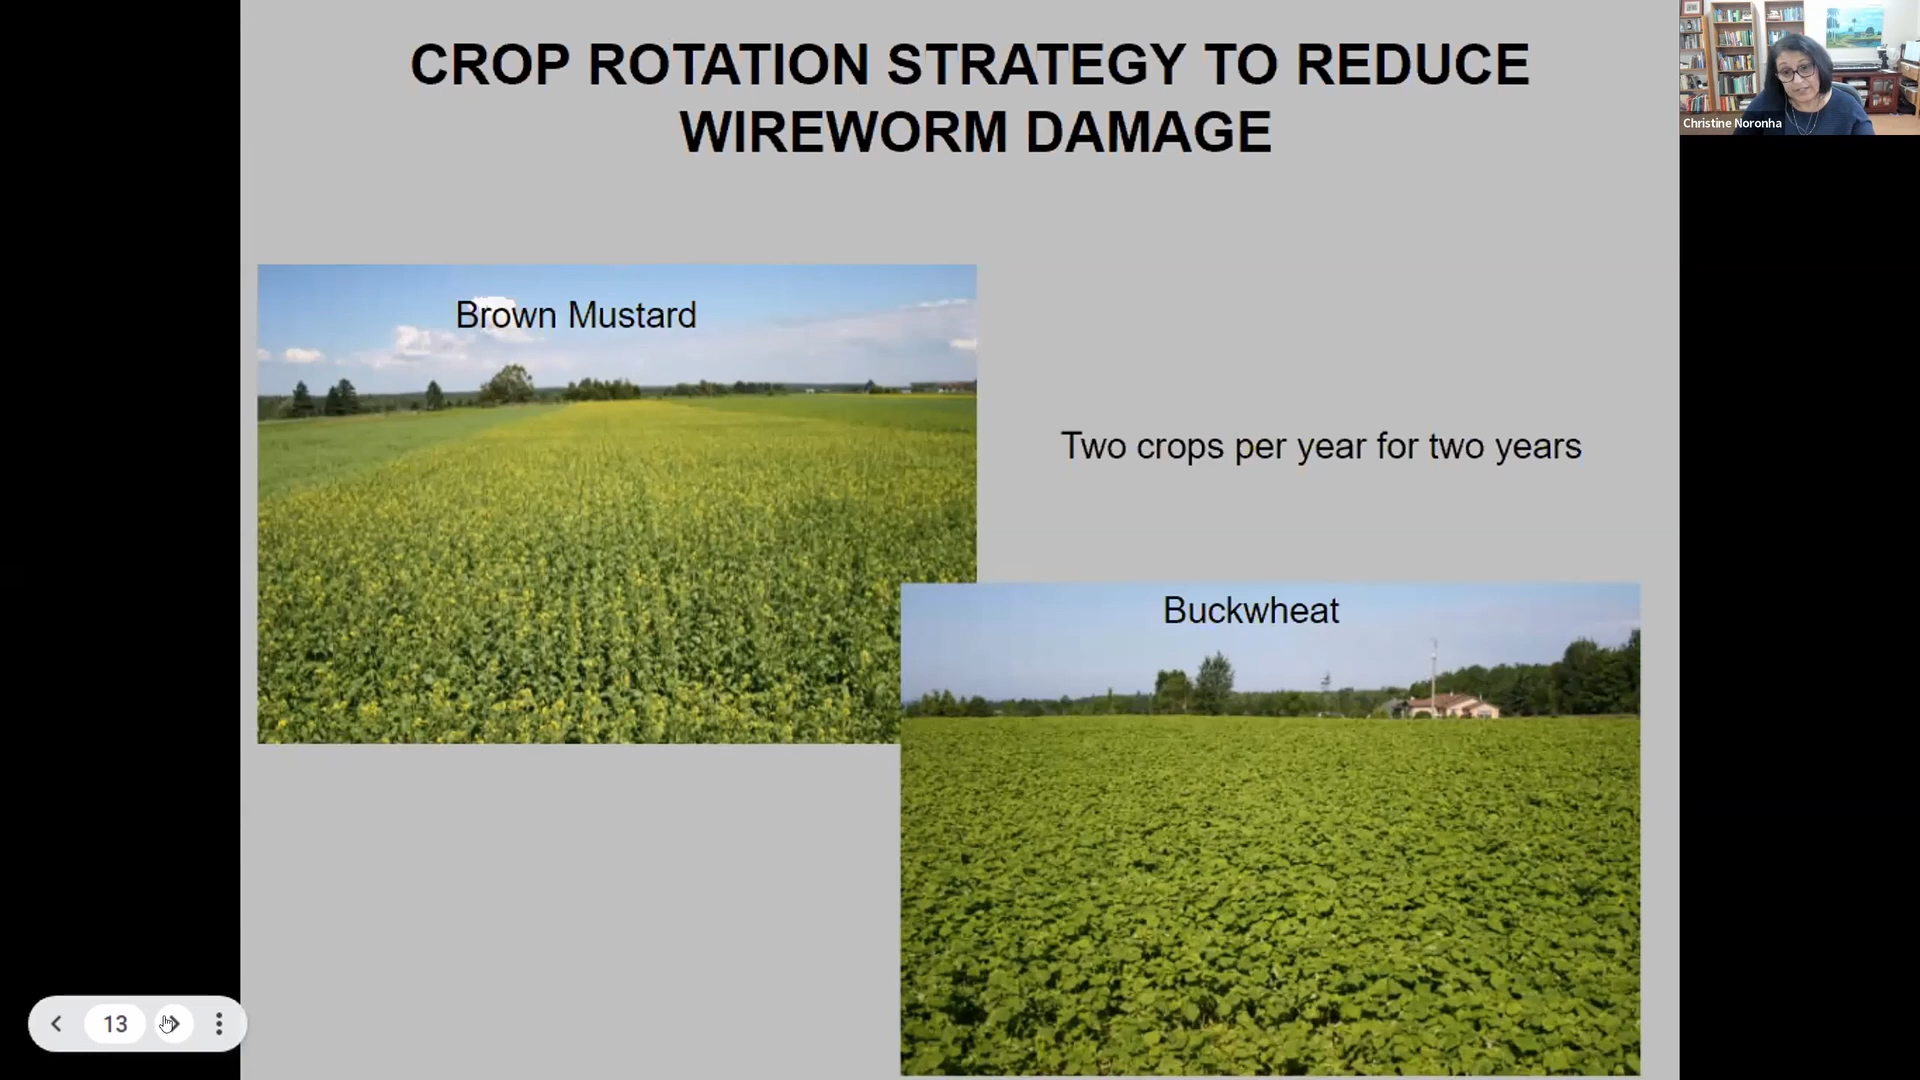 CROP ROTATION STRATEGY TO REDUCE
WIREWORM DAMAGE
Christine Noronha
Brown Mustard
Two crops per year for two years
Buckwheat
13